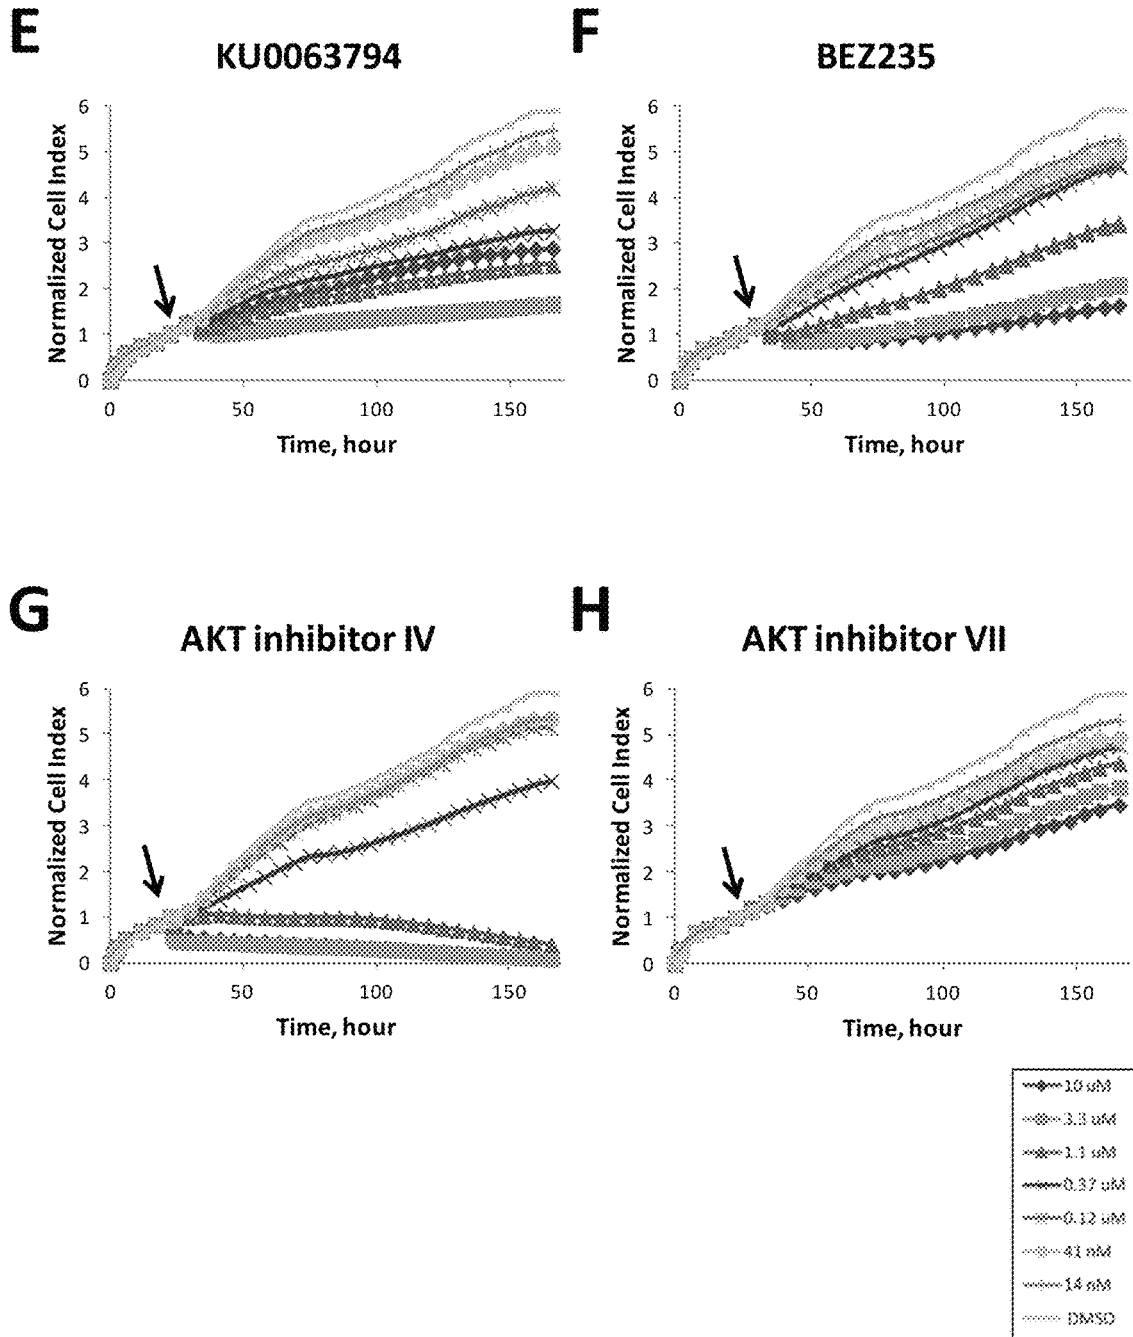 E
KU0063794
Normalized Cell Index
6
5
4
3
2
1
0
0 50 100 150
Time, hour
F
BEZ235
Normalized Cell Index
6
5
4
3
2
1
0
0 50 100 150
Time, hour
G
AKT inhibitor IV
Normalized Cell Index
6
5
4
3
2
1
0
0 50 100 150
Time, hour
H
AKT inhibitor VII
Normalized Cell Index
6
5
4
3
2
1
0
0 50 100 150
Time, hour
10 uM
3.3 uM
1.1 uM
0.37 uM
0.12 uM
41 nM
14 nM
DMSO